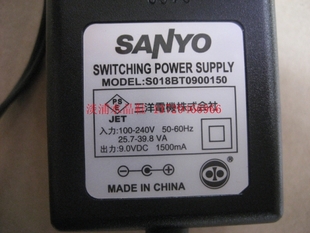 SANYO
SWITCHING POWER SUPPLY
MODEL:S018BT0900150
PS
E
JET
三洋電機株式会社
入力:100-240V 50-60Hz
25.7-39.8 VA
出力:9.0VDC 1500mA
MADE IN CHINA